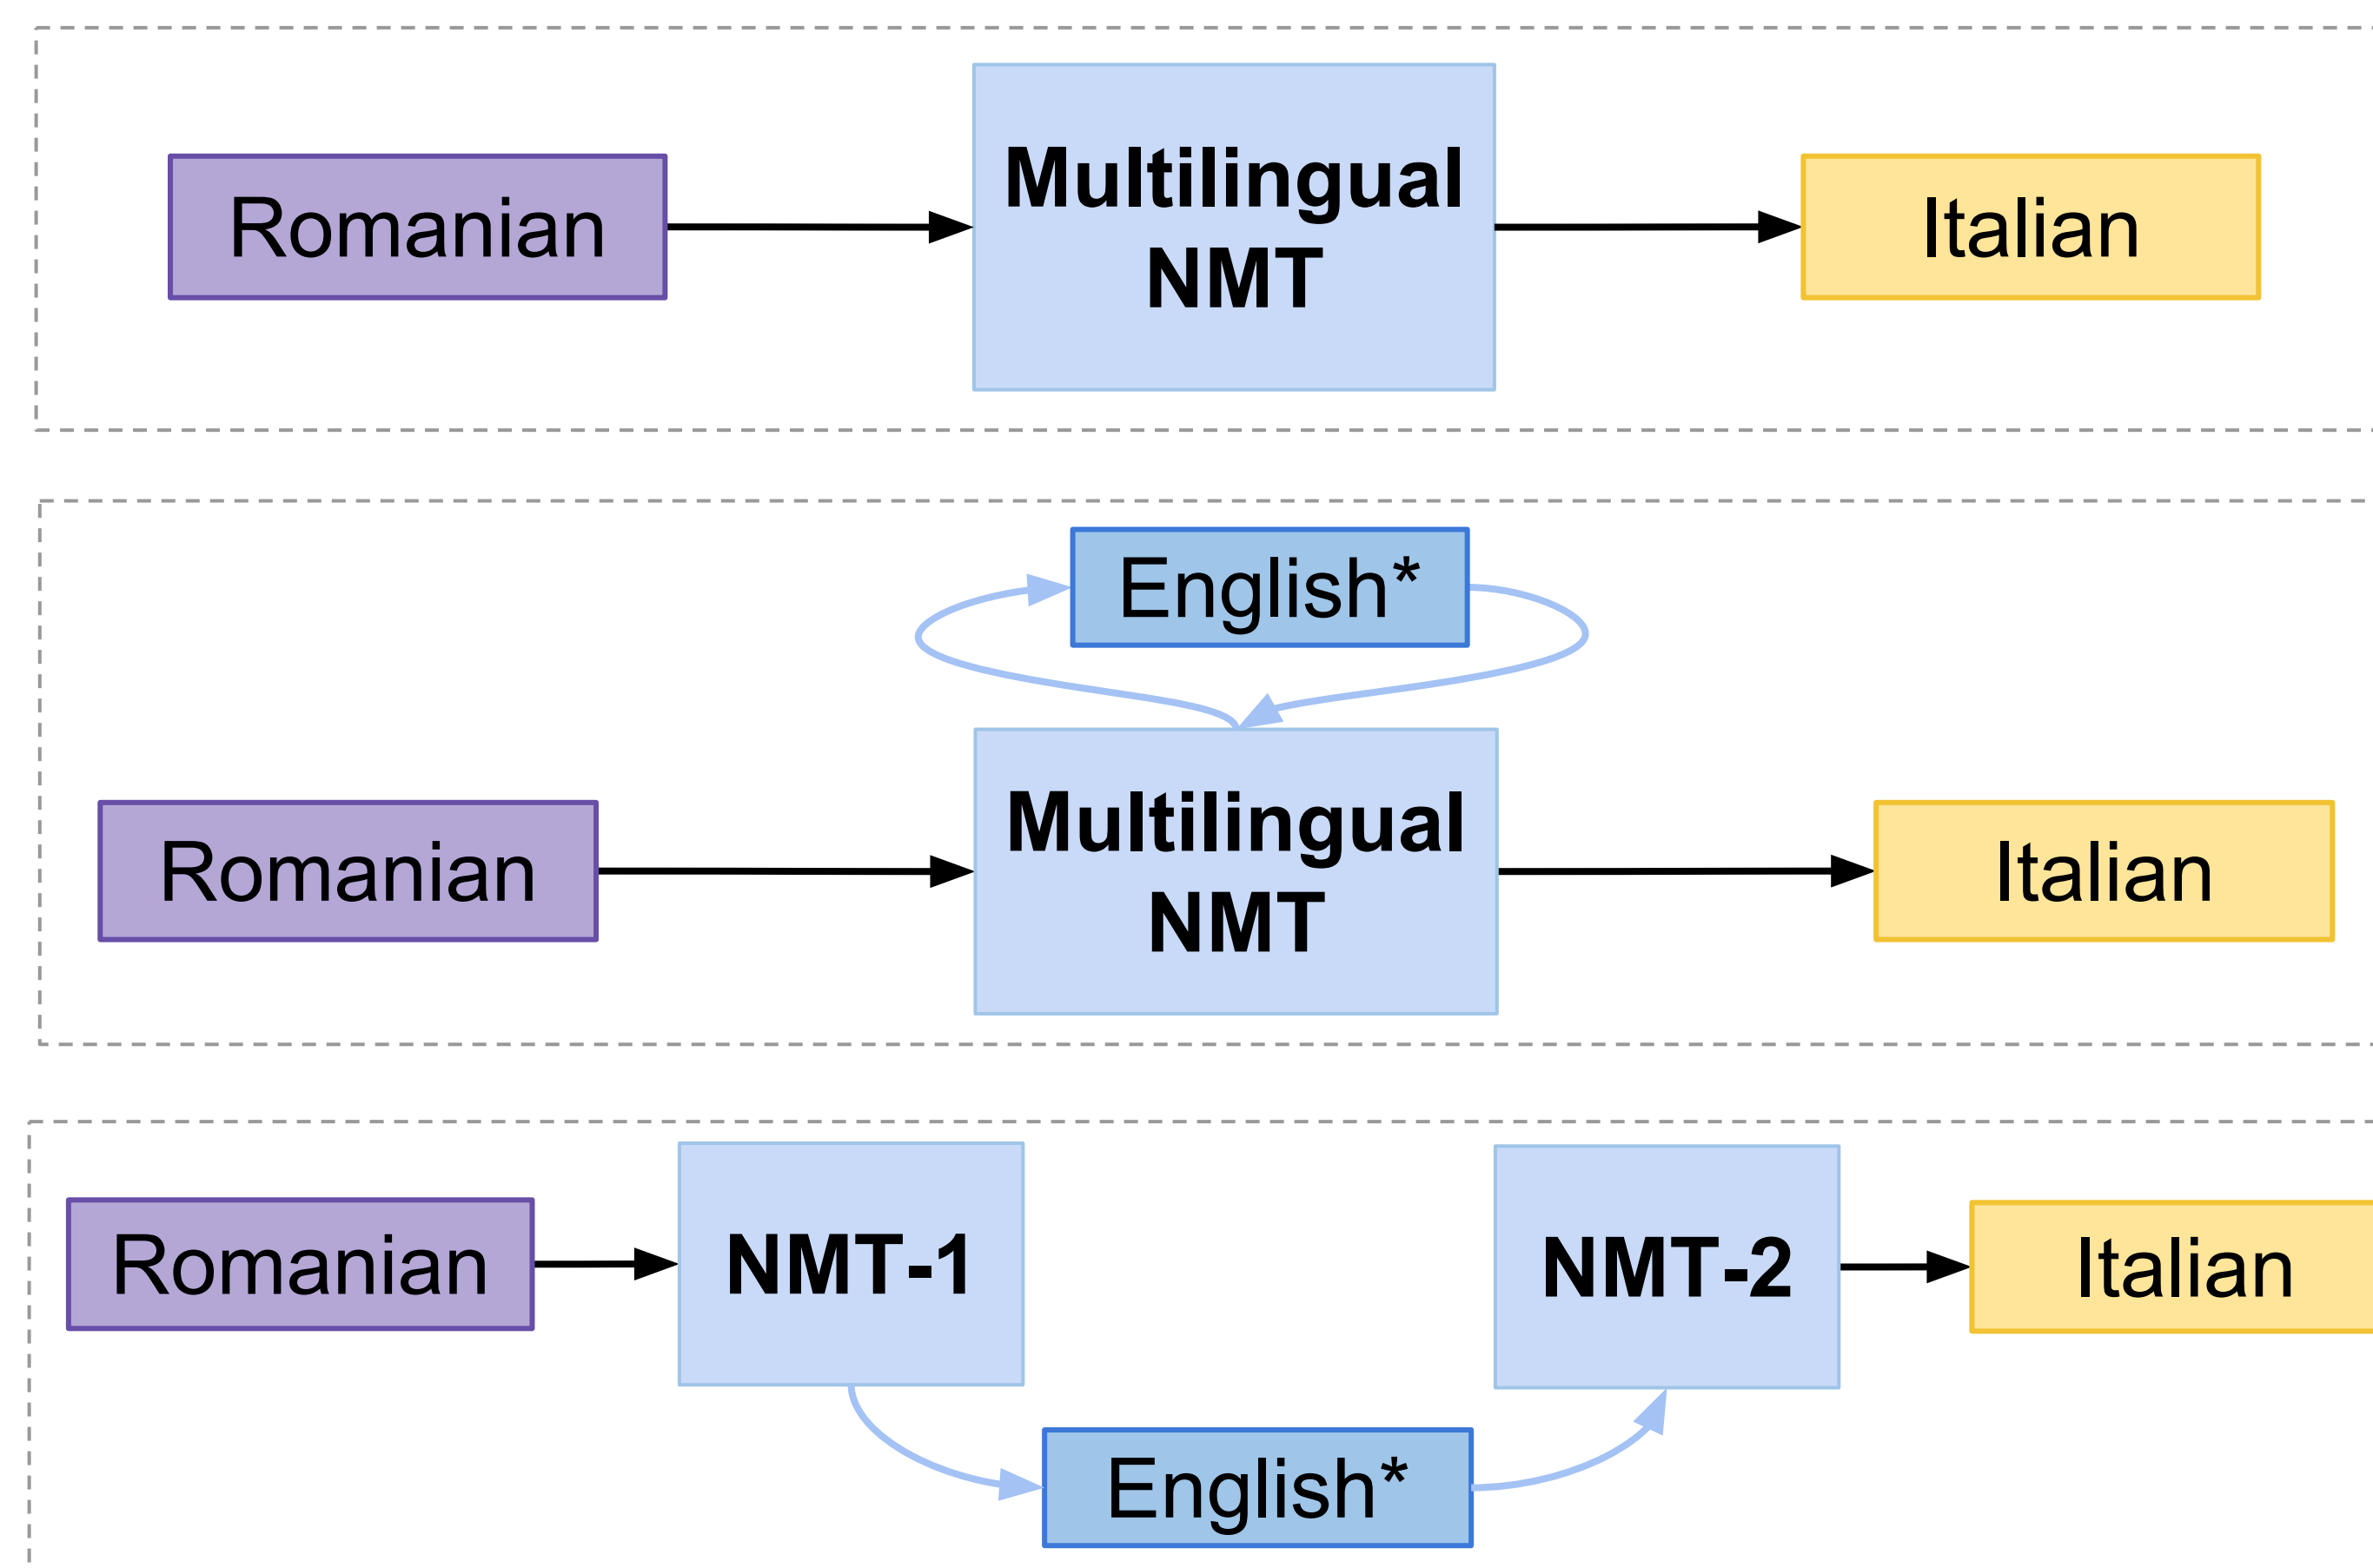 Romanian
Multilingual
NMT
Italian
English*
Romanian
Multilingual
NMT
Italian
Romanian
NMT-1
NMT-2
Italian
English*